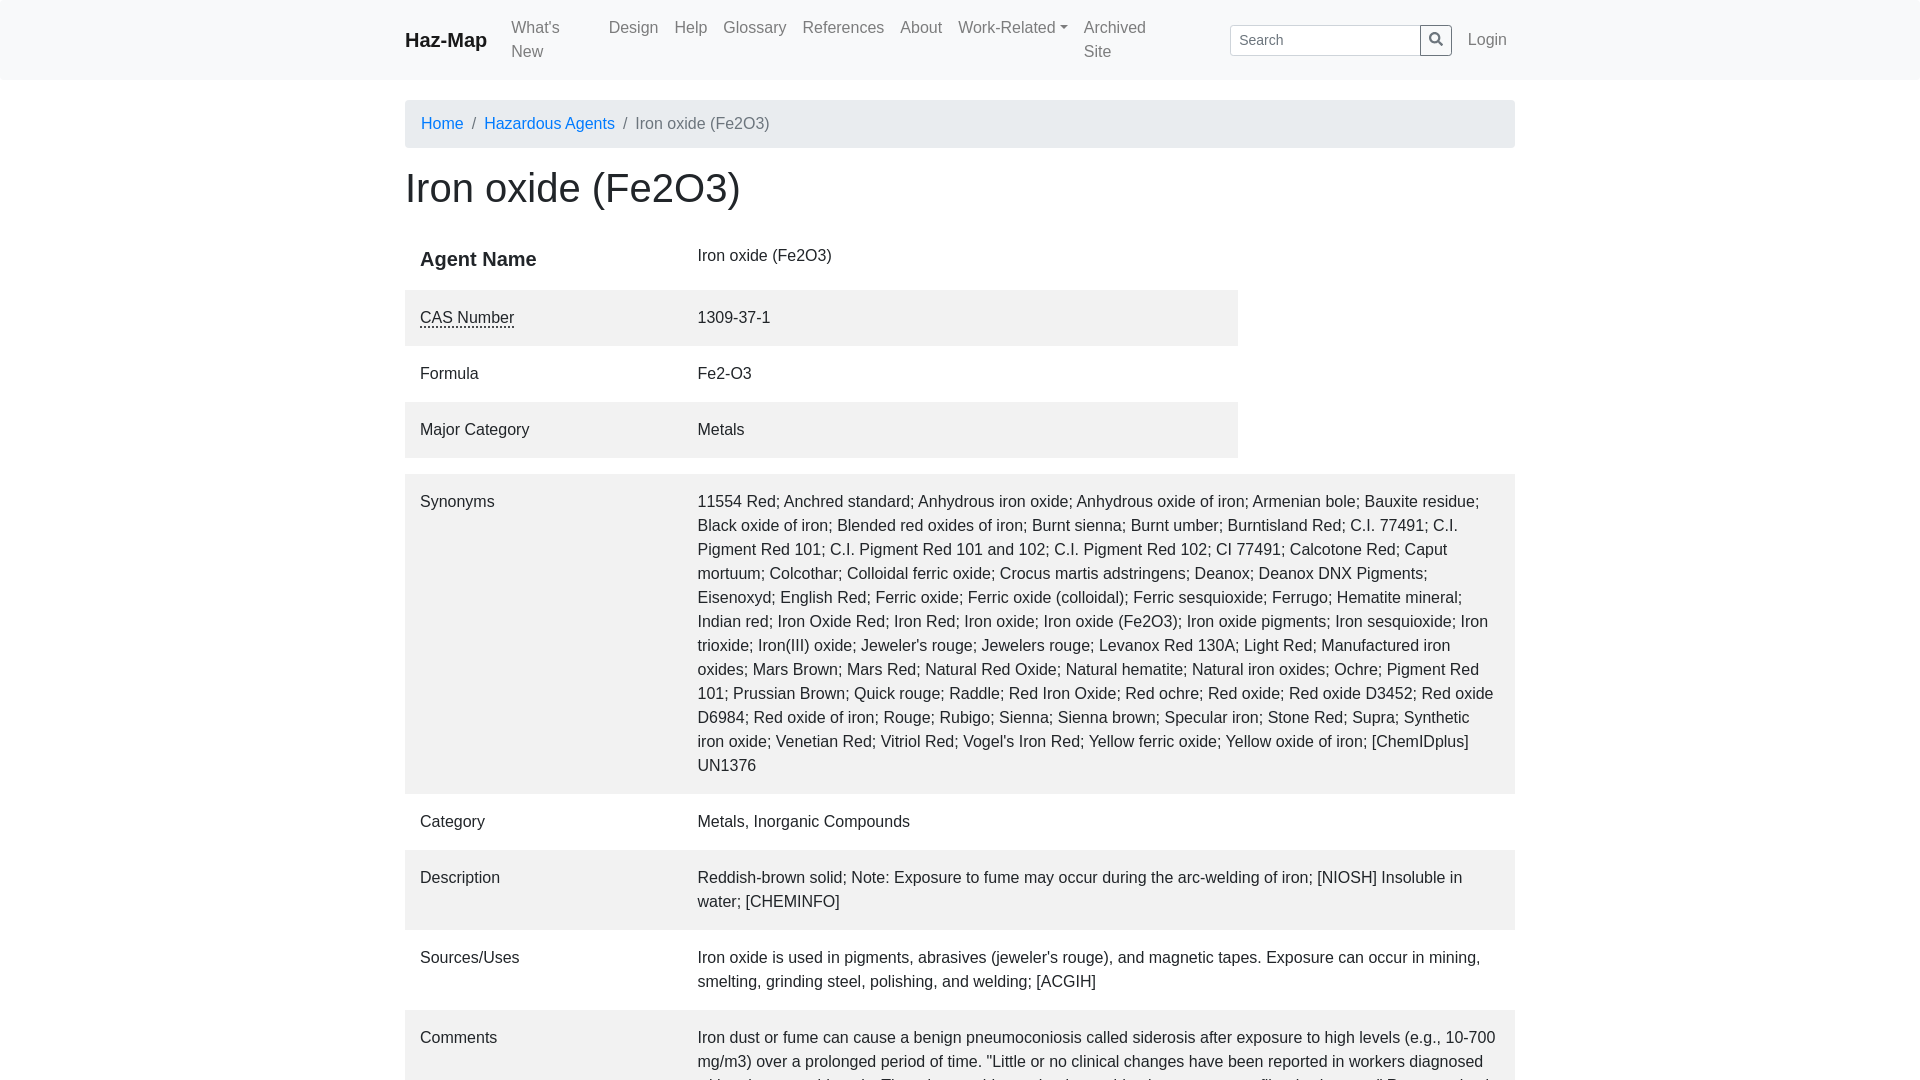 Haz-Map
What's New
Design
Help
Glossary
References
About
Work-Related
Archived Site
Search
Login
Home / Hazardous Agents / Iron oxide (Fe2O3)
Iron oxide (Fe2O3)
Agent Name
Iron oxide (Fe2O3)
CAS Number
1309-37-1
Formula
Fe2-O3
Major Category
Metals
Synonyms
11554 Red; Anchred standard; Anhydrous iron oxide; Anhydrous oxide of iron; Armenian bole; Bauxite residue;
Black oxide of iron; Blended red oxides of iron; Burnt sienna; Burnt umber; Burntisland Red; C.I. 77491; C.I.
Pigment Red 101; C.I. Pigment Red 101 and 102; C.I. Pigment Red 102; CI 77491; Calcotone Red; Caput
mortuum; Colcothar; Colloidal ferric oxide; Crocus martis adstringens; Deanox; Deanox DNX Pigments;
Eisenoxyd; English Red; Ferric oxide; Ferric oxide (colloidal); Ferric sesquioxide; Ferrugo; Hematite mineral;
Indian red; Iron Oxide Red; Iron Red; Iron oxide; Iron oxide (Fe2O3); Iron oxide pigments; Iron sesquioxide; Iron
trioxide; Iron(III) oxide; Jeweler's rouge; Jewelers rouge; Levanox Red 130A; Light Red; Manufactured iron
oxides; Mars Brown; Mars Red; Natural Red Oxide; Natural hematite; Natural iron oxides; Ochre; Pigment Red
101; Prussian Brown; Quick rouge; Raddle; Red Iron Oxide; Red ochre; Red oxide; Red oxide D3452; Red oxide
D6984; Red oxide of iron; Rouge; Rubigo; Sienna; Sienna brown; Specular iron; Stone Red; Supra; Synthetic
iron oxide; Venetian Red; Vitriol Red; Vogel's Iron Red; Yellow ferric oxide; Yellow oxide of iron; [ChemIDplus]
UN1376
Category
Metals, Inorganic Compounds
Description
Reddish-brown solid; Note: Exposure to fume may occur during the arc-welding of iron; [NIOSH] Insoluble in
water; [CHEMINFO]
Sources/Uses
Iron oxide is used in pigments, abrasives (jeweler's rouge), and magnetic tapes. Exposure can occur in mining,
smelting, grinding steel, polishing, and welding; [ACGIH]
Comments
Iron dust or fume can cause a benign pneumoconiosis called siderosis after exposure to high levels (e.g., 10-700
mg/m3) over a prolonged period of time. "Little or no clinical changes have been reported in workers diagnosed